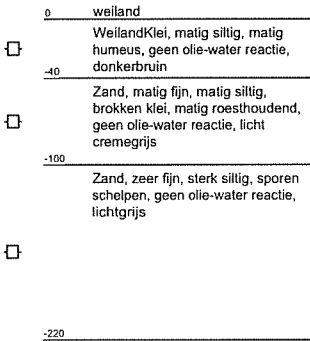 0 weiland
WeilandKlei, matig siltig, matig
humeus, geen olie-water reactie,
donkerbruin
-40
Zand, matig fijn, matig siltig,
brokken klei, matig roesthoudend,
geen olie-water reactie, licht
cremegrijs
-100
Zand, zeer fijn, sterk siltig, sporen
schelpen, geen olie-water reactie,
lichtgrijs
-220